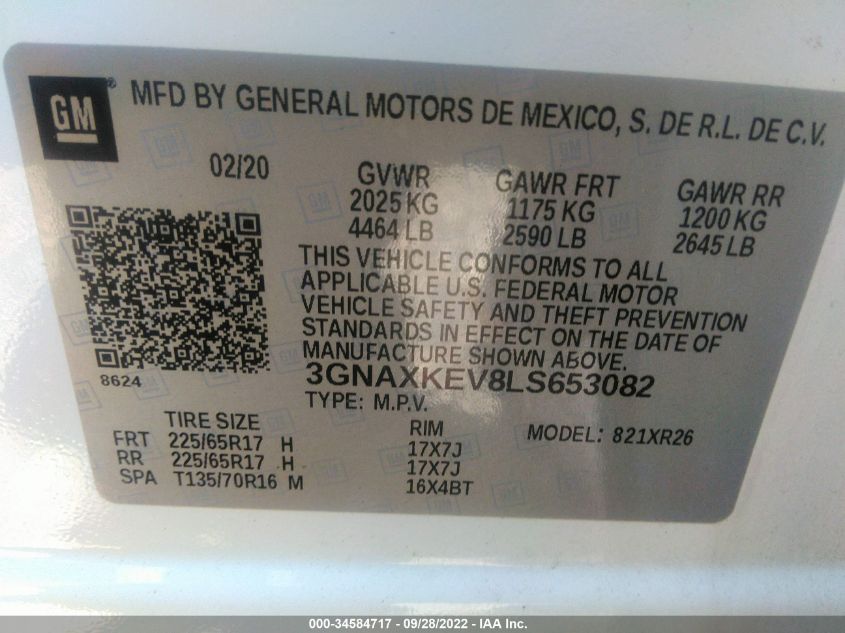 GM
MFD BY GENERAL MOTORS DE MEXICO, S. DE R.L. DE C.V.
02/20 GVWR GAWR FRT GAWR RR
2025 KG 1175 KG 1200 KG
4464 LB 2590 LB 2645 LB
THIS VEHICLE CONFORMS TO ALL
APPLICABLE U.S. FEDERAL MOTOR
VEHICLE SAFETY AND THEFT PREVENTION
STANDARDS IN EFFECT ON THE DATE OF
MANUFACTURE SHOWN ABOVE.
8624 3GNAXKEV8LS653082
TYPE: M.P.V.
TIRE SIZE RIM MODEL: 821XR26
FRT 225/65R17 H 17X7J
RR 225/65R17 H 17X7J
SPA T135/70R16 M 16X4BT
000-34584717 - 09/28/2022 - IAA Inc.